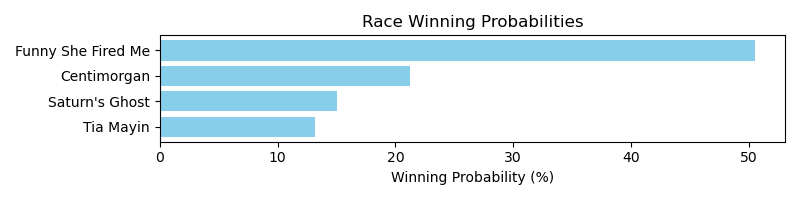 Race Winning Probabilities
Funny She Fired Me
Centimorgan
Saturn's Ghost
Tia Mayin
0 10 20 30 40 50
Winning Probability (%)